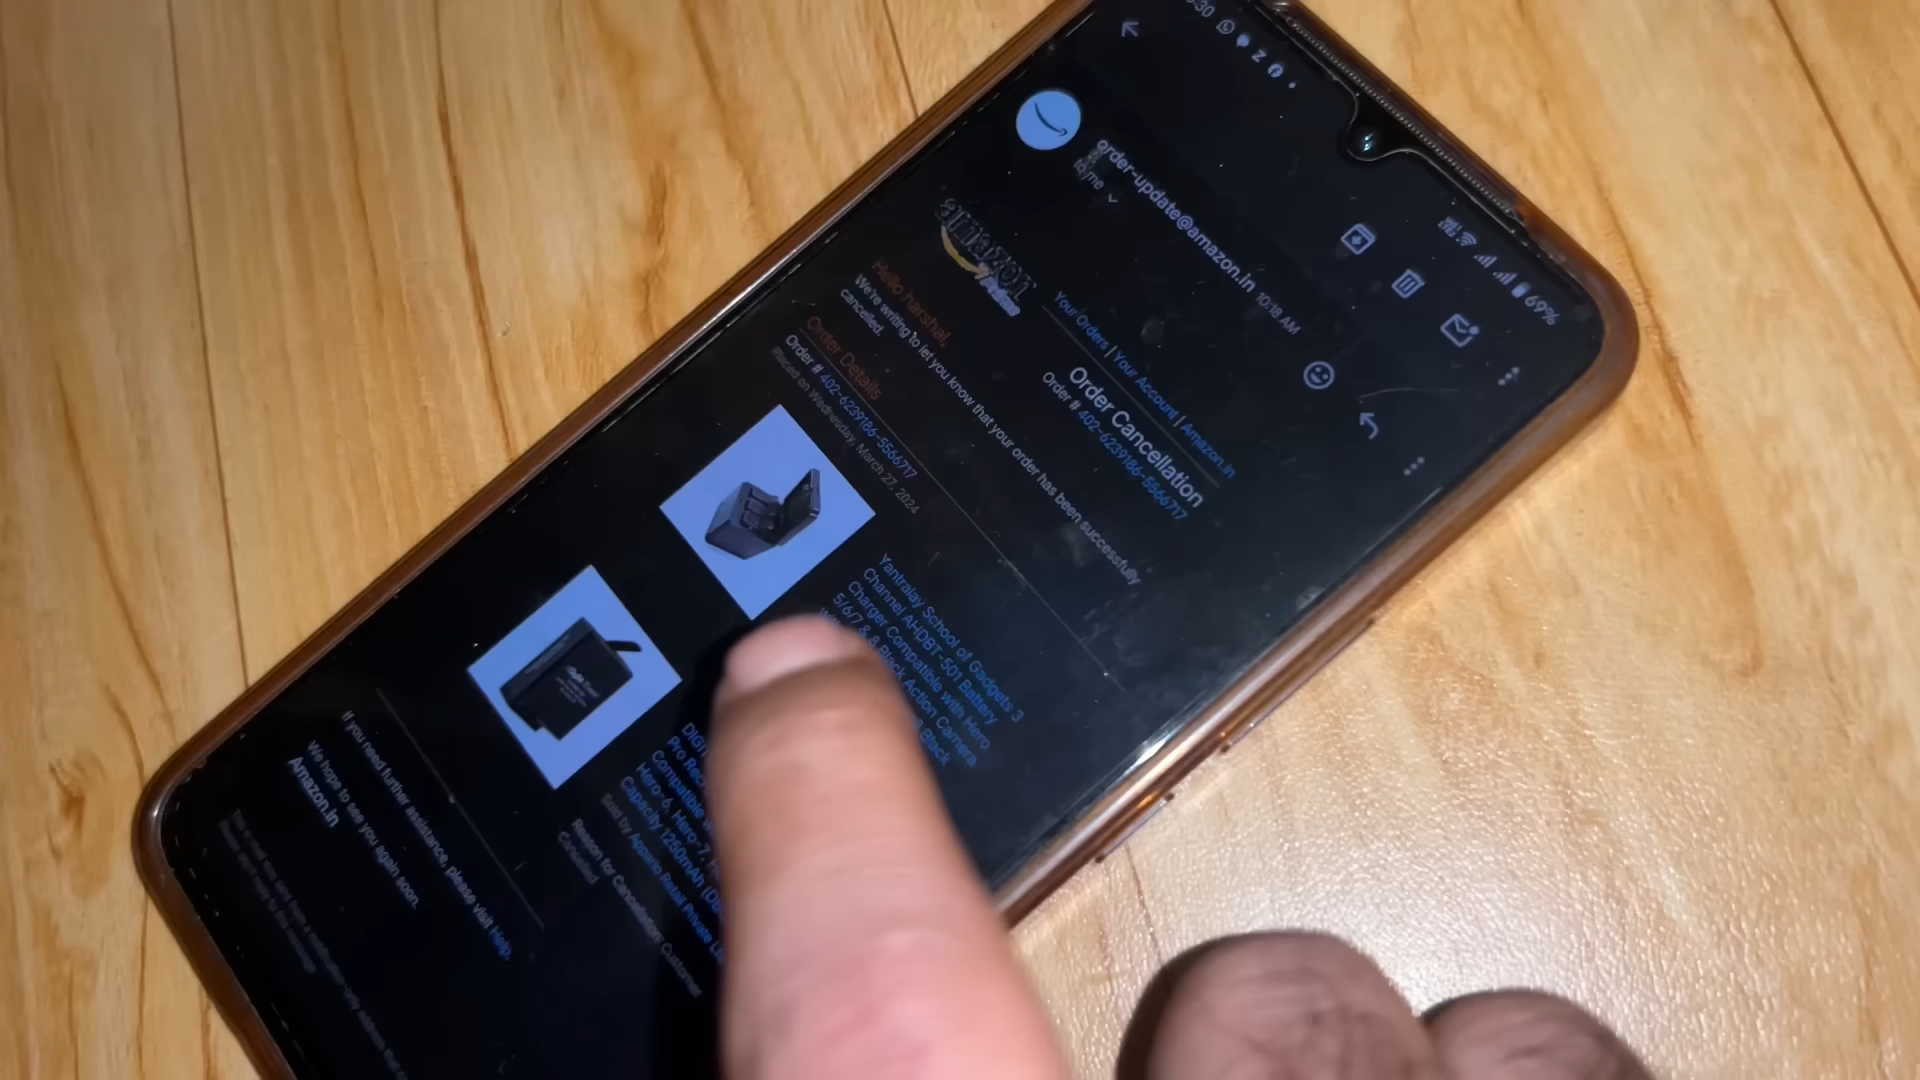 69%
order-update@amazon.in 10:18 AM
to me
amazon
Your Orders | Your Account | Amazon.in
Order Cancellation
Order # 402-6239186-5566717
Hello harshal,
We're writing to let you know that your order has been successfully
cancelled.
Order Details
Order # 402-6239186-5566717
Placed on Wednesday, March 27, 2024
Yantralay School of Gadgets 3
Channel AHDBT-501 Battery
Charger Compatible with Hero
5/6/7 & 8 Black Action Camera
Black
Pro
Compatible
Hero-6, Hero-7,
Capacity 1250mAh
Sold by Appario Retail Private
Reason for Cancellation: Customer
Cancelled
If you need further assistance, please visit Help.
We hope to see you again soon.
Amazon.in